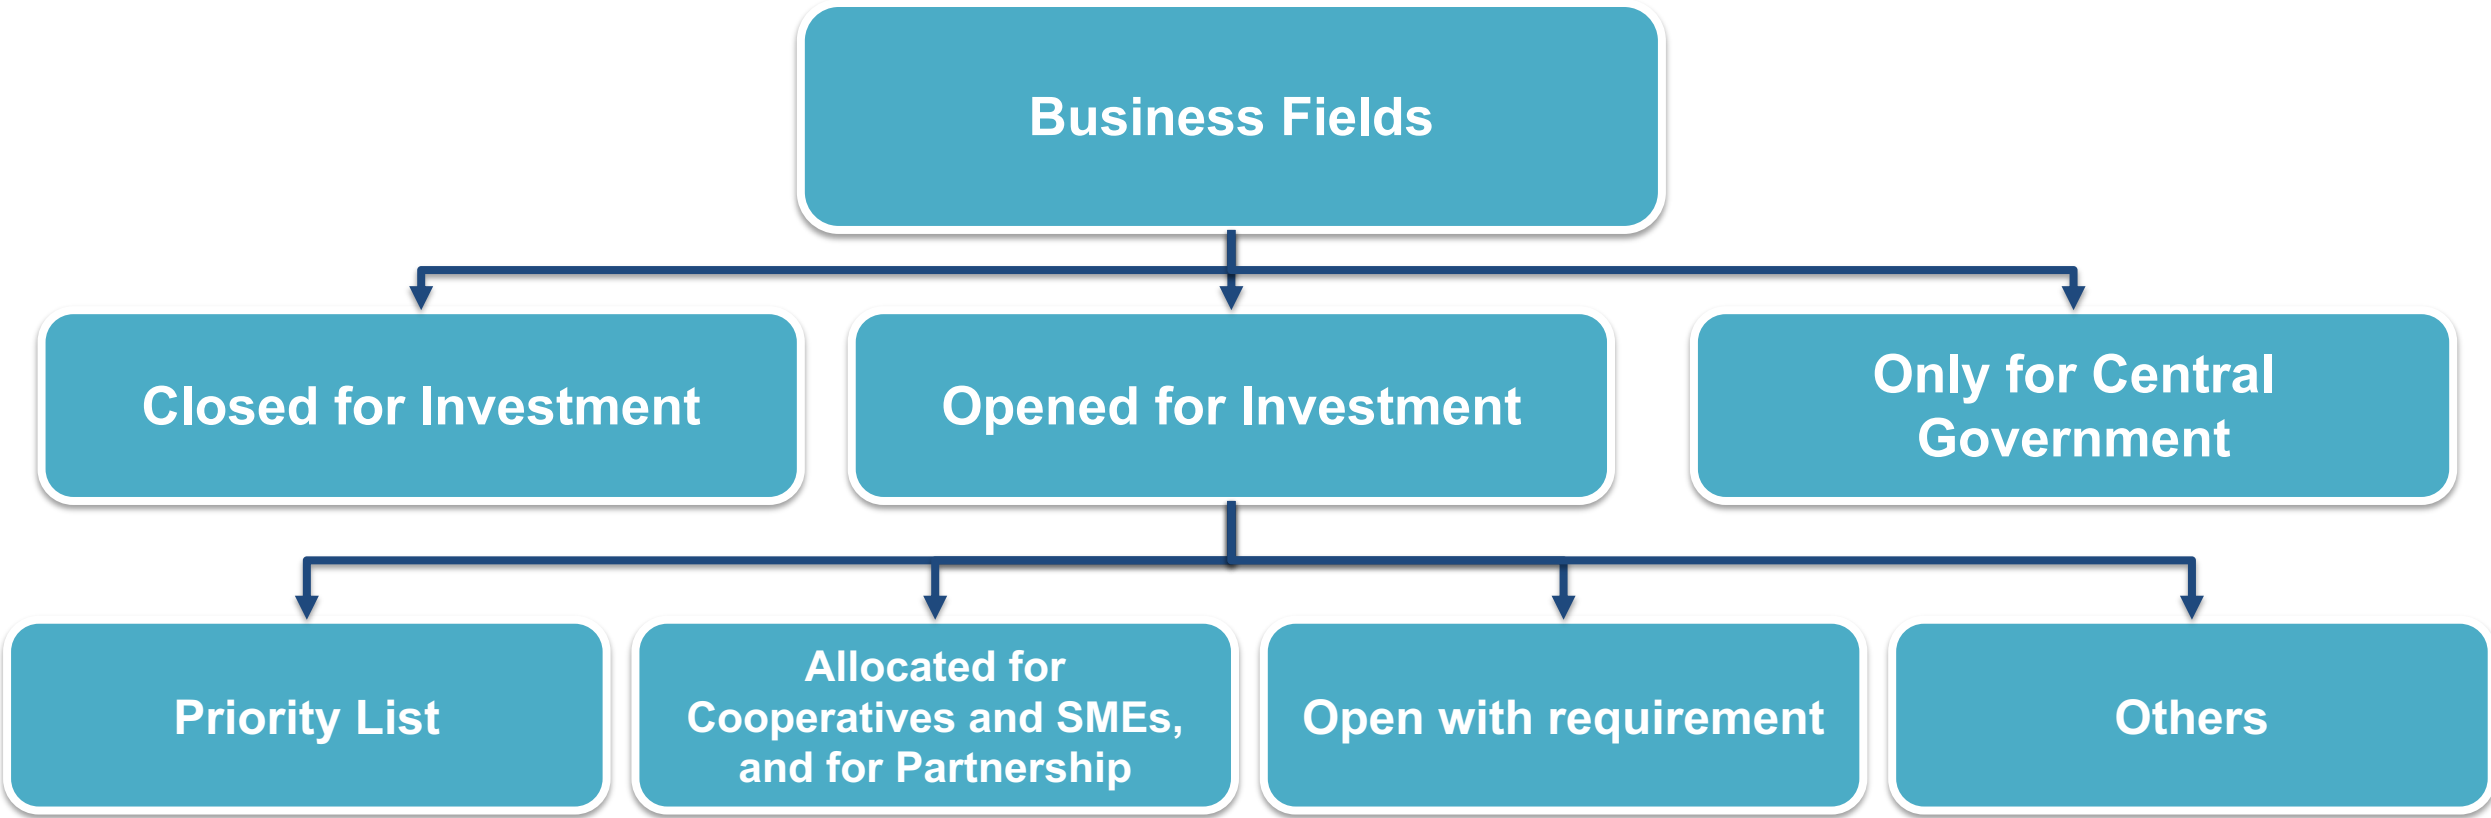 Business Fields
Closed for Investment
Opened for Investment
Only for Central
Government
Priority List
Allocated for
Cooperatives and SMEs,
and for Partnership
Open with requirement
Others